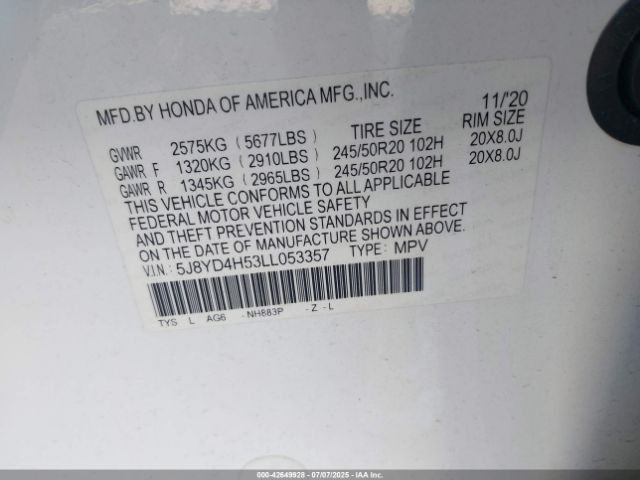 MFD.BY HONDA OF AMERICA MFG.,INC. 11/'20
GVWR 2575KG (5677LBS) TIRE SIZE RIM SIZE
GAWR F 1320KG (2910LBS) 245/50R20 102H 20X8.0J
GAWR R 1345KG (2965LBS) 245/50R20 102H 20X8.0J
THIS VEHICLE CONFORMS TO ALL APPLICABLE
FEDERAL MOTOR VEHICLE SAFETY
AND THEFT PREVENTION STANDARDS IN EFFECT
ON THE DATE OF MANUFACTURE SHOWN ABOVE.
V.I.N: 5J8YD4H53LL053357 TYPE: MPV
TYS L AG6 -NH883P -Z-L
000-42649928 | 07/07/2025 | IAA Inc.